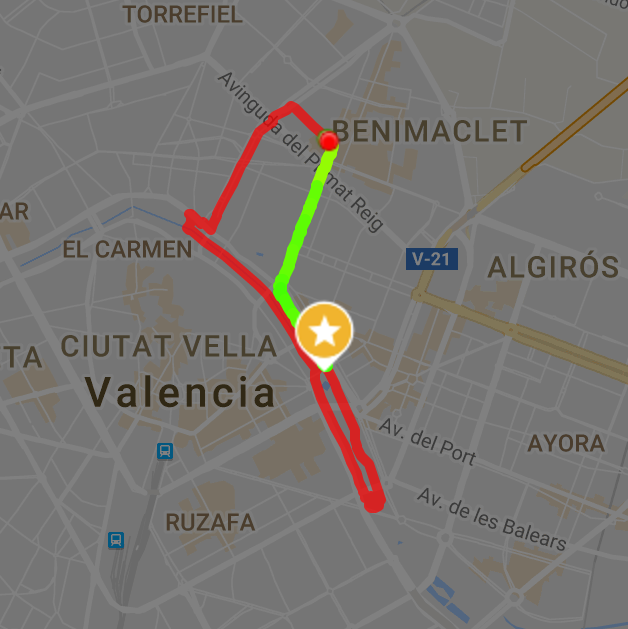 TORREFIEL
Avinguda del Primat Reig
BENIMACLET
AR
EL CARMEN
V-21
ALGIRÓS
TA
CIUTAT VELLA
Valencia
Av. del Port
AYORA
Av. de les Balears
RUZAFA